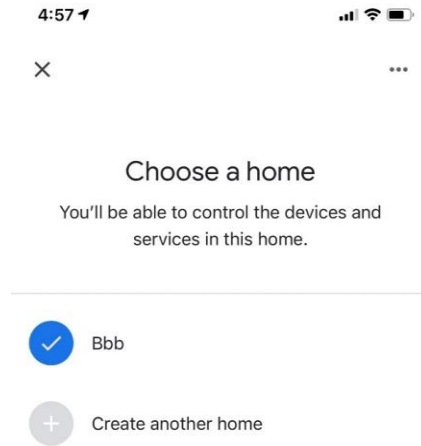 4:57
Choose a home
You'll be able to control the devices and
services in this home.
Bbb
Create another home